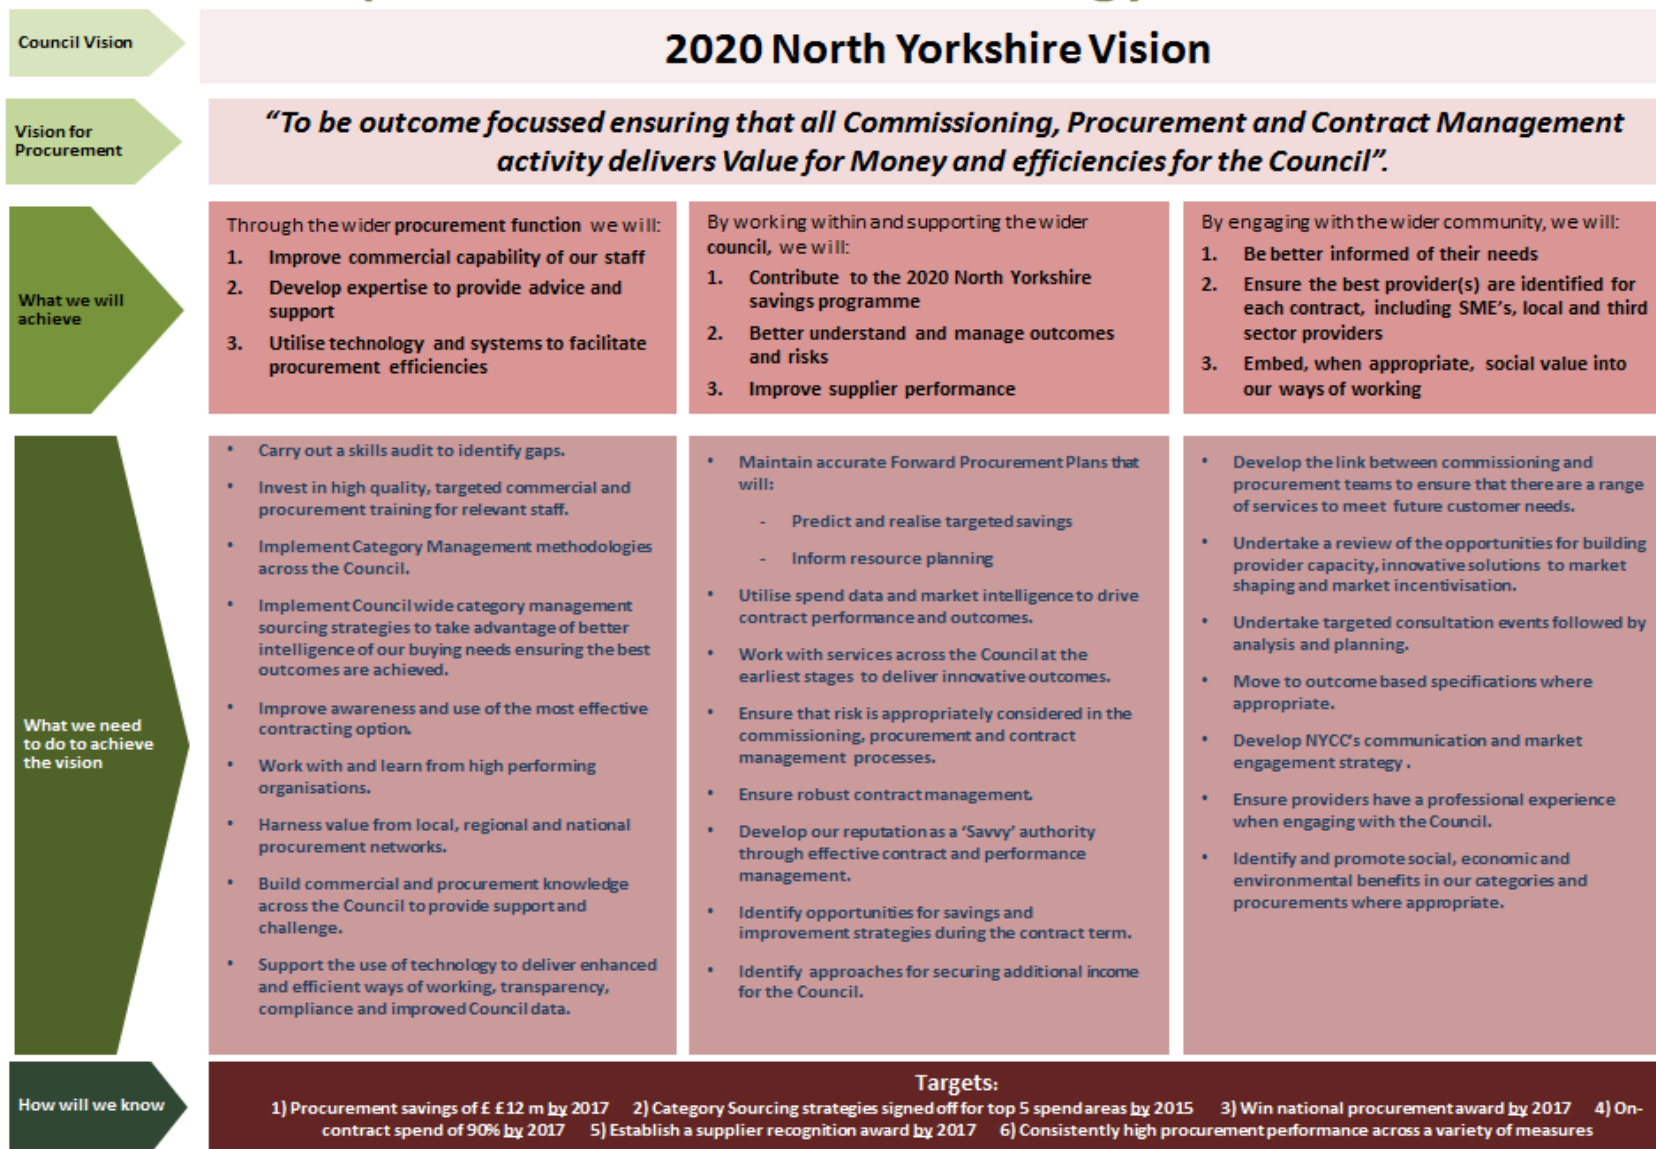 Council Vision
2020 North Yorkshire Vision
Vision for
Procurement
“To be outcome focussed ensuring that all Commissioning, Procurement and Contract Management
activity delivers Value for Money and efficiencies for the Council”.
What we will
achieve
Through the wider procurement function we will:
1. Improve commercial capability of our staff
2. Develop expertise to provide advice and
support
3. Utilise technology and systems to facilitate
procurement efficiencies
By working within and supporting the wider
council, we will:
1. Contribute to the 2020 North Yorkshire
savings programme
2. Better understand and manage outcomes
and risks
3. Improve supplier performance
By engaging with the wider community, we will:
1. Be better informed of their needs
2. Ensure the best provider(s) are identified for
each contract, including SME’s, local and third
sector providers
3. Embed, when appropriate, social value into
our ways of working
What we need
to do to achieve
the vision
• Carry out a skills audit to identify gaps.
• Invest in high quality, targeted commercial and
procurement training for relevant staff.
• Implement Category Management methodologies
across the Council.
• Implement Council wide category management
sourcing strategies to take advantage of better
intelligence of our buying needs ensuring the best
outcomes are achieved.
• Improve awareness and use of the most effective
contracting option.
• Work with and learn from high performing
organisations.
• Harness value from local, regional and national
procurement networks.
• Build commercial and procurement knowledge
across the Council to provide support and
challenge.
• Support the use of technology to deliver enhanced
and efficient ways of working, transparency,
compliance and improved Council data.
• Maintain accurate Forward Procurement Plans that
will:
- Predict and realise targeted savings
- Inform resource planning
• Utilise spend data and market intelligence to drive
contract performance and outcomes.
• Work with services across the Council at the
earliest stages to deliver innovative outcomes.
• Ensure that risk is appropriately considered in the
commissioning, procurement and contract
management processes.
• Ensure robust contract management.
• Develop our reputation as a ‘Savvy’ authority
through effective contract and performance
management.
• Identify opportunities for savings and
improvement strategies during the contract term.
• Identify approaches for securing additional income
for the Council.
• Develop the link between commissioning and
procurement teams to ensure that there are a range
of services to meet future customer needs.
• Undertake a review of the opportunities for building
provider capacity, innovative solutions to market
shaping and market incentivisation.
• Undertake targeted consultation events followed by
analysis and planning.
• Move to outcome based specifications where
appropriate.
• Develop NYCC’s communication and market
engagement strategy .
• Ensure providers have a professional experience
when engaging with the Council.
• Identify and promote social, economic and
environmental benefits in our categories and
procurements where appropriate.
How will we know
Targets:
1) Procurement savings of £ £12 m by 2017 2) Category Sourcing strategies signed off for top 5 spend areas by 2015 3) Win national procurement award by 2017 4) On-
contract spend of 90% by 2017 5) Establish a supplier recognition award by 2017 6) Consistently high procurement performance across a variety of measures